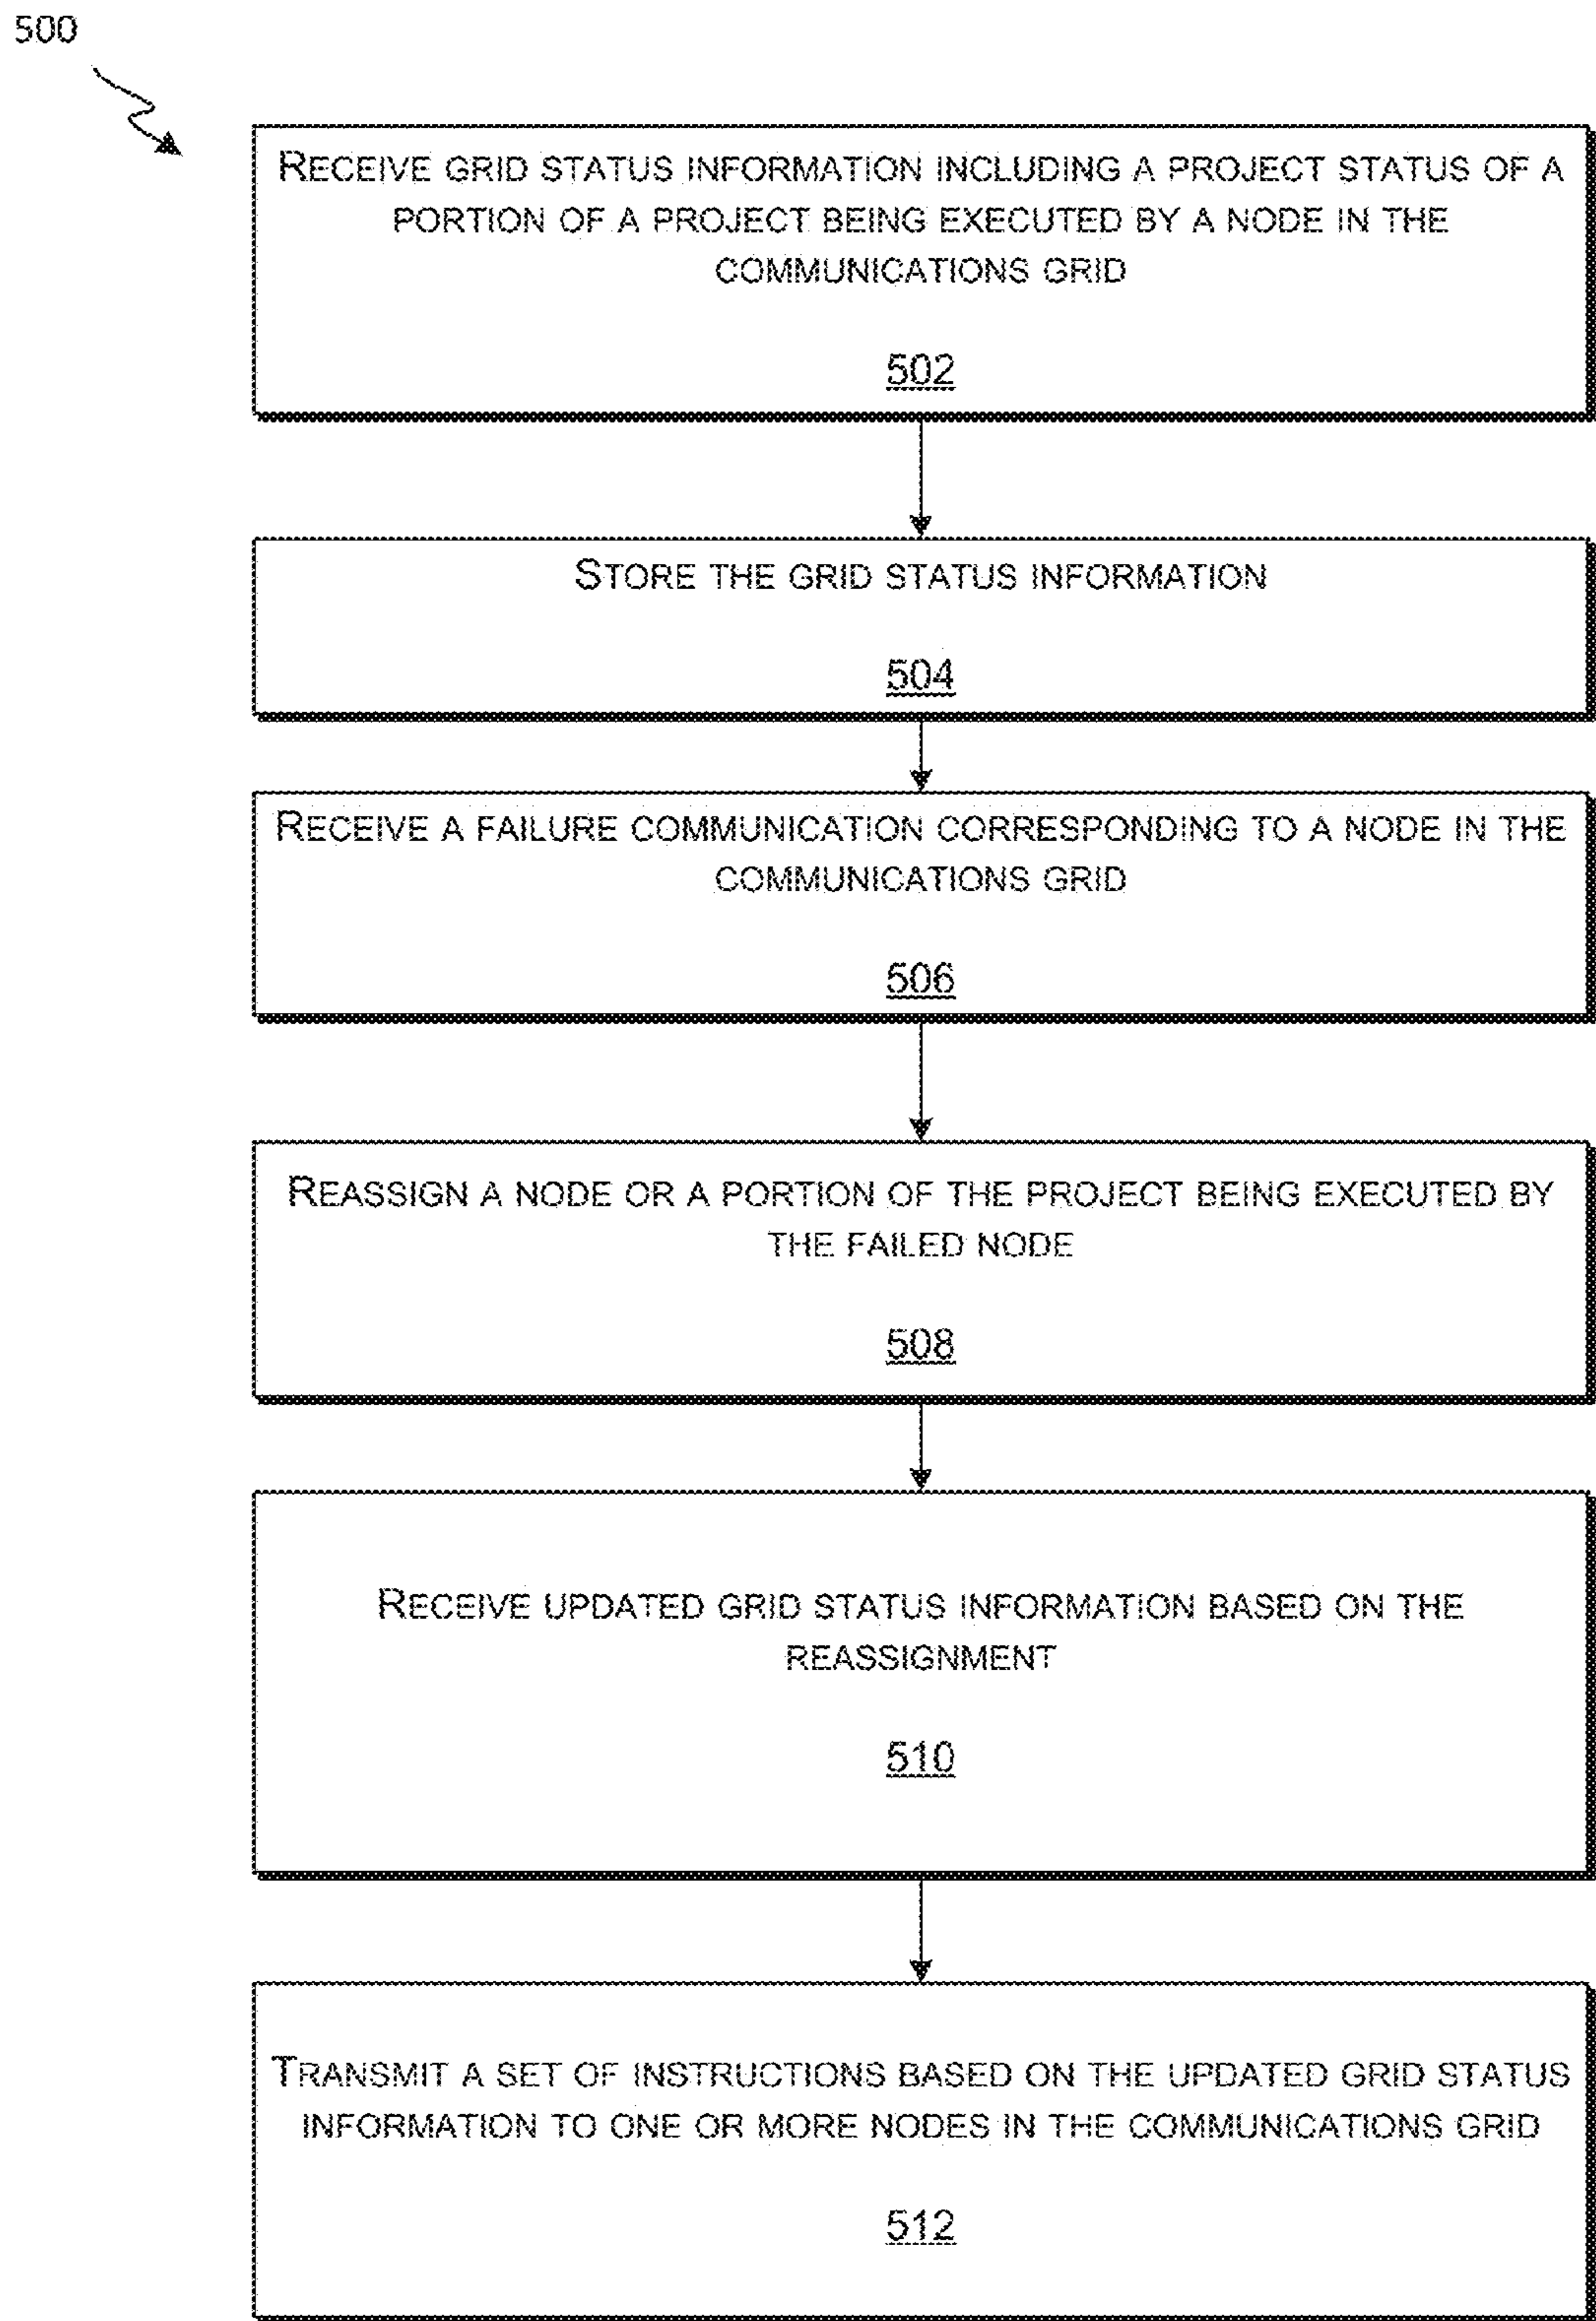 500
RECEIVE GRID STATUS INFORMATION INCLUDING A PROJECT STATUS OF A
PORTION OF A PROJECT BEING EXECUTED BY A NODE IN THE
COMMUNICATIONS GRID
502
STORE THE GRID STATUS INFORMATION
504
RECEIVE A FAILURE COMMUNICATION CORRESPONDING TO A NODE IN THE
COMMUNICATIONS GRID
506
REASSIGN A NODE OR A PORTION OF THE PROJECT BEING EXECUTED BY
THE FAILED NODE
508
RECEIVE UPDATED GRID STATUS INFORMATION BASED ON THE
REASSIGNMENT
510
TRANSMIT A SET OF INSTRUCTIONS BASED ON THE UPDATED GRID STATUS
INFORMATION TO ONE OR MORE NODES IN THE COMMUNICATIONS GRID
512